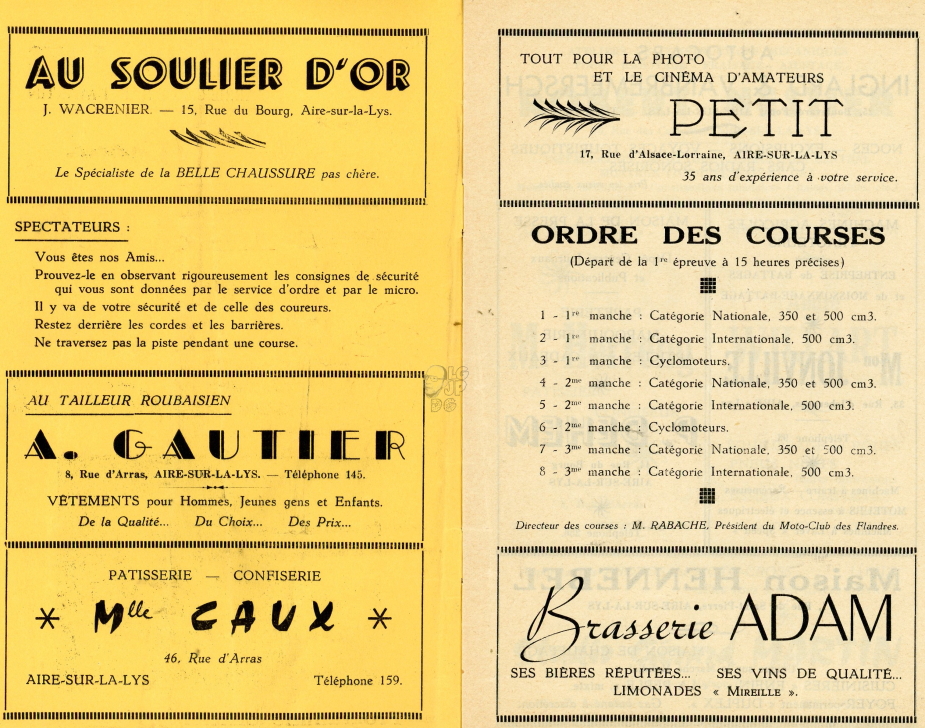 AU SOULIER D'OR
J. WACRENIER. — 15, Rue du Bourg, Aire-sur-la-Lys.
Le Spécialiste de la BELLE CHAUSSURE pas chère.
SPECTATEURS :
Vous êtes nos Amis...
Prouvez-le en observant rigoureusement les consignes de sécurité
qui vous sont données par le service d'ordre et par le micro.
Il y va de votre sécurité et de celle des coureurs.
Restez derrière les cordes et les barrières.
Ne traversez pas la piste pendant une course.
AU TAILLEUR ROUBAISIEN
A. GAUTIER
8, Rue d'Arras, AIRE-SUR-LA-LYS. — Téléphone 145.
VÊTEMENTS pour Hommes, Jeunes gens et Enfants.
De la Qualité... Du Choix... Des Prix...
PATISSERIE — CONFISERIE
Mlle CAUX
46, Rue d'Arras
AIRE-SUR-LA-LYS Téléphone 159.
TOUT POUR LA PHOTO
ET LE CINÉMA D'AMATEURS
PETIT
17, Rue d'Alsace-Lorraine, AIRE-SUR-LA-LYS
35 ans d'expérience à votre service.
ORDRE DES COURSES
(Départ de la 1re épreuve à 15 heures précises)
1 - 1re manche : Catégorie Nationale, 350 et 500 cm3.
2 - 1re manche : Catégorie Internationale, 500 cm3.
3 - 1re manche : Cyclomoteurs.
4 - 2me manche : Catégorie Nationale, 350 et 500 cm3.
5 - 2me manche : Catégorie Internationale, 500 cm3.
6 - 2me manche : Cyclomoteurs.
7 - 3me manche : Catégorie Nationale, 350 et 500 cm3.
8 - 3me manche : Catégorie Internationale, 500 cm3.
Directeur des courses : M. RABACHE, Président du Moto-Club des Flandres.
Brasserie ADAM
SES BIÈRES RÉPUTÉES... SES VINS DE QUALITÉ...
LIMONADES « MIREILLE ».